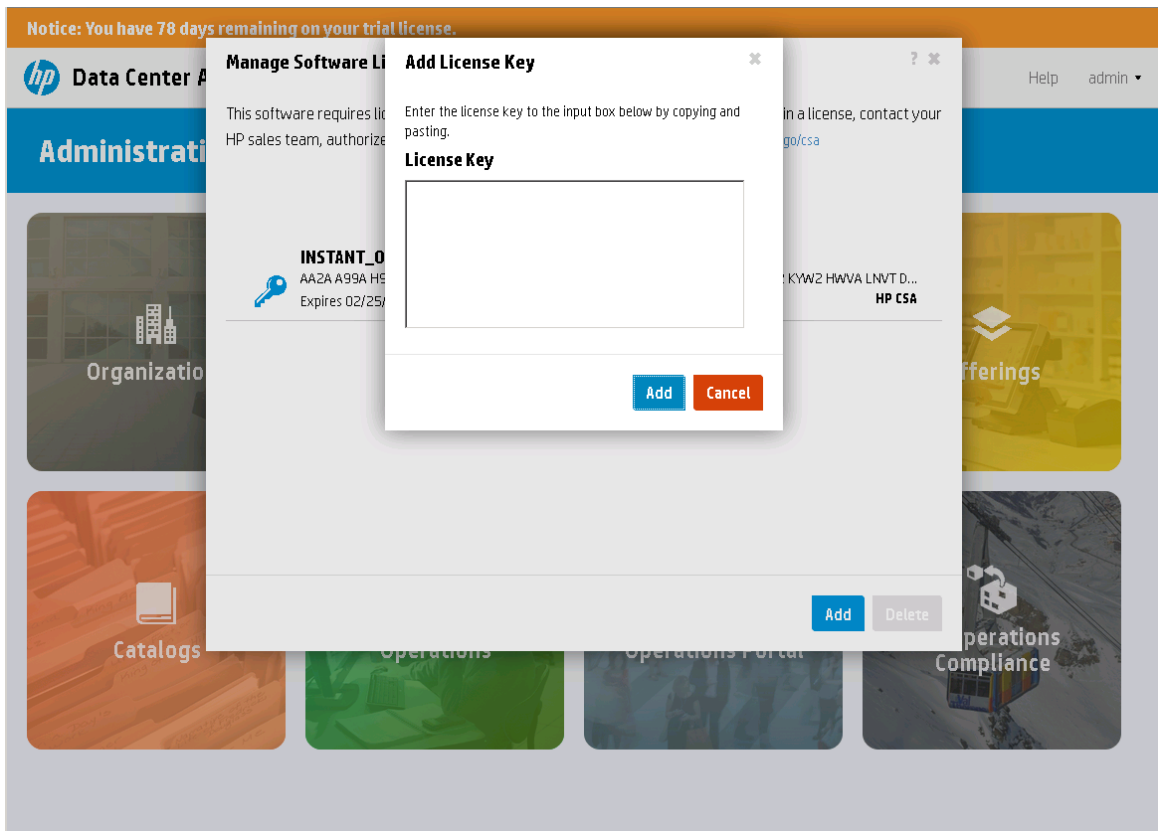 Notice: You have 78 days remaining on your trial license.
hp Data Center A
Help admin
Administrati
Manage Software Li
? ✖
This software requires lic
in a license, contact your
HP sales team, authorize
go/csa
INSTANT_O
AA2A A99A H9
KYW2 HWVA LNVT D...
Expires 02/25/
HP CSA
Add License Key ✖
Enter the license key to the input box below by copying and
pasting.
License Key
Add Cancel
Add Delete
Organizatio
fferings
Catalogs
Operations
Operations Portal
perations
Compliance